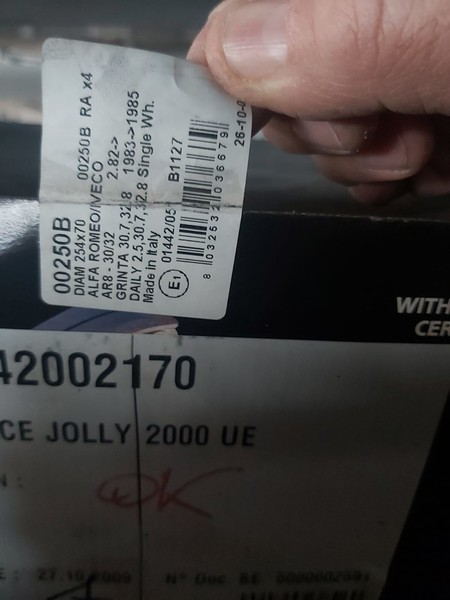 00250B 00250B RA x4
DIAM 254x70
ALFA ROMEO/IVECO
AR8 - 30/32 2.82->
GRINTA 30.7,32.8 1983->1985
DAILY 2.5,30.7,32.8 Single Wh.
Made in Italy
E1 01442/05 B1127
8 032532 036679
26-10-0
WITH
CER
42002170
CE JOLLY 2000 UE
N :
OK
E : 27.10.2005 N° Doc. BE